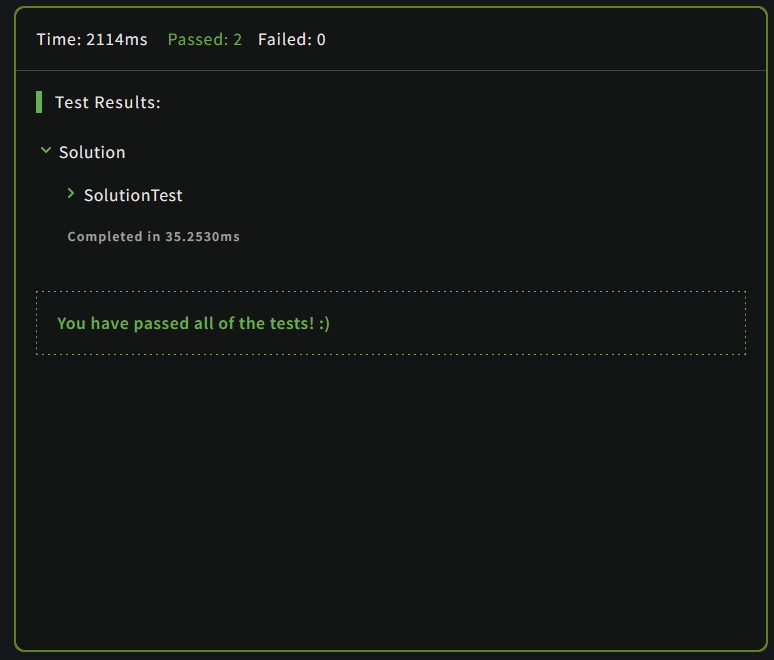 Time: 2114ms Passed: 2 Failed: 0
Test Results:
Solution
SolutionTest
Completed in 35.2530ms
You have passed all of the tests! :)